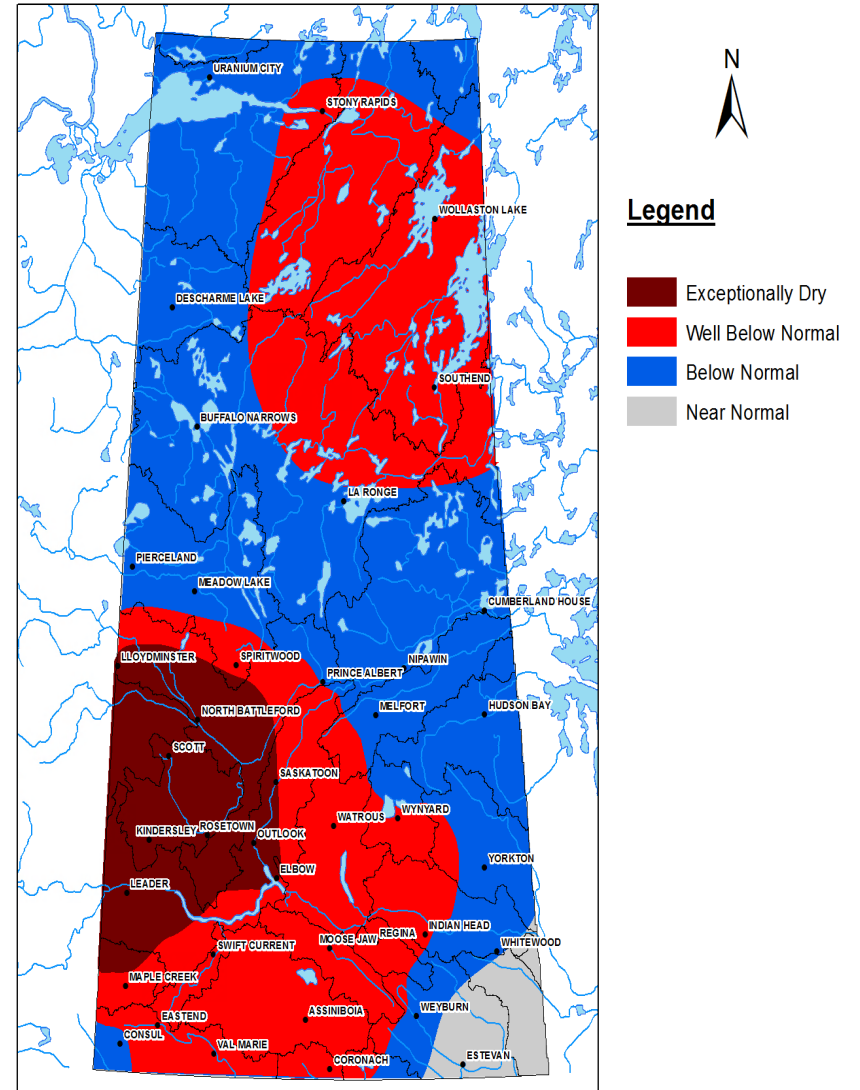 URANIUM CITY
STONY RAPIDS
WOLLASTON LAKE
DESCHARME LAKE
SOUTHEND
BUFFALO NARROWS
LA RONGE
PIERCELAND
MEADOW LAKE
CUMBERLAND HOUSE
LLOYDMINSTER
SPIRITWOOD
NIPAWIN
PRINCE ALBERT
NORTH BATTLEFORD
MELFORT
HUDSON BAY
SCOTT
SASKATOON
WATROUS
WYNYARD
KINDERSLEY
ROSETOWN
OUTLOOK
YORKTON
ELBOW
LEADER
INDIAN HEAD
REGINA
MOOSE JAW
SWIFT CURRENT
WHITEWOOD
MAPLE CREEK
ASSINIBOIA
WEYBURN
EASTEND
CONSUL
VAL MARIE
CORONACH
ESTEVAN
N
Legend
Exceptionally Dry
Well Below Normal
Below Normal
Near Normal